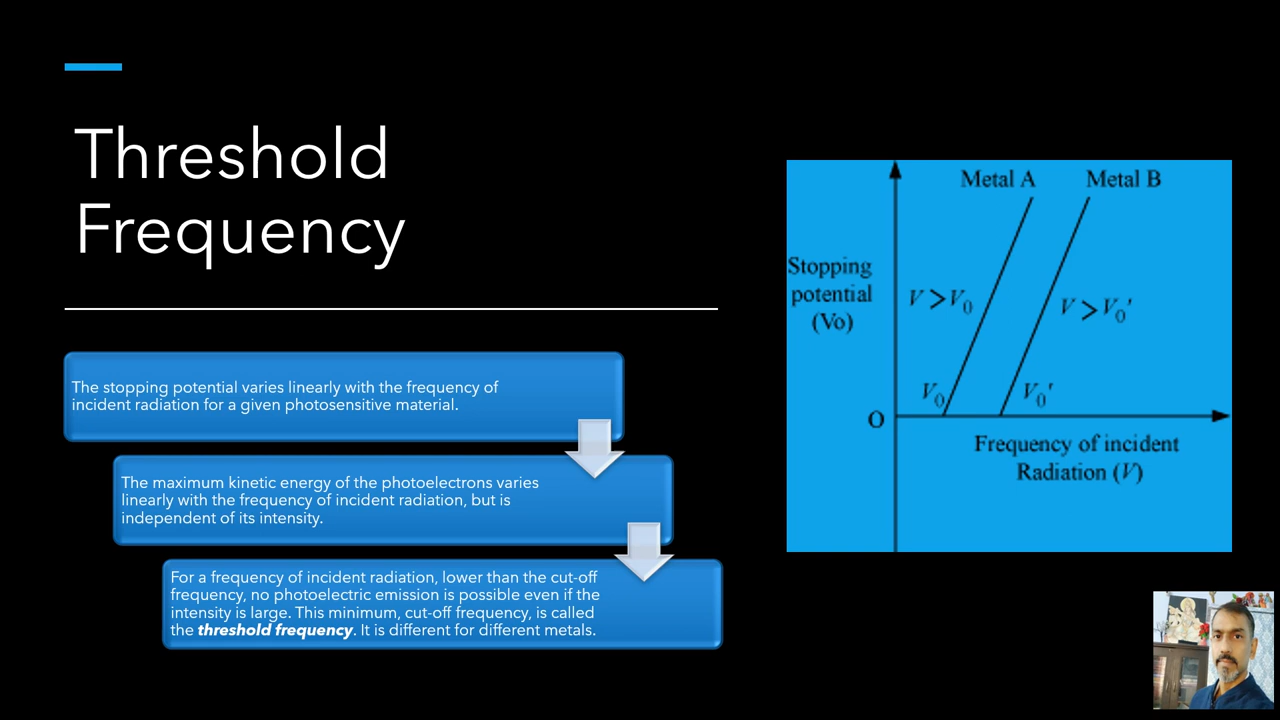 Threshold
Frequency
The stopping potential varies linearly with the frequency of
incident radiation for a given photosensitive material.
The maximum kinetic energy of the photoelectrons varies
linearly with the frequency of incident radiation, but is
independent of its intensity.
For a frequency of incident radiation, lower than the cut-off
frequency, no photoelectric emission is possible even if the
intensity is large. This minimum, cut-off frequency, is called
the threshold frequency. It is different for different metals.
Metal A
Metal B
Stopping
potential
(Vo)
V > V₀
V > V₀'
V₀
V₀'
O
Frequency of incident
Radiation (V)